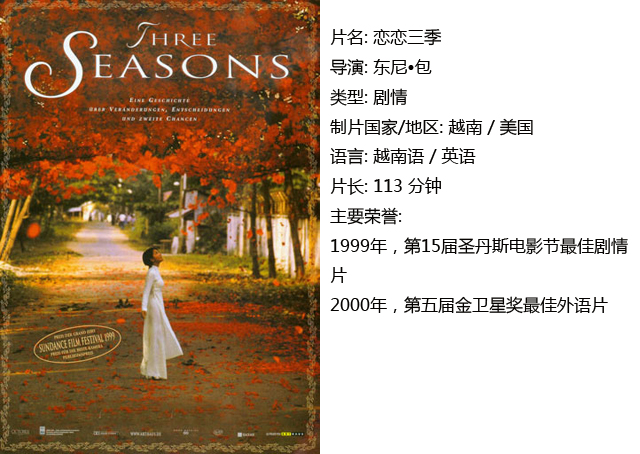 THREE
SEASONS
EINE GESCHICHTE
ÜBER VERÄNDERUNGEN, ENTSCHEIDUNGEN
UND ZWEITE CHANCEN
SUNDANCE FILM FESTIVAL 1999
片名: 恋恋三季
导演: 东尼•包
类型: 剧情
制片国家/地区: 越南 / 美国
语言: 越南语 / 英语
片长: 113 分钟
主要荣誉:
1999年，第15届圣丹斯电影节最佳剧情
片
2000年，第五届金卫星奖最佳外语片